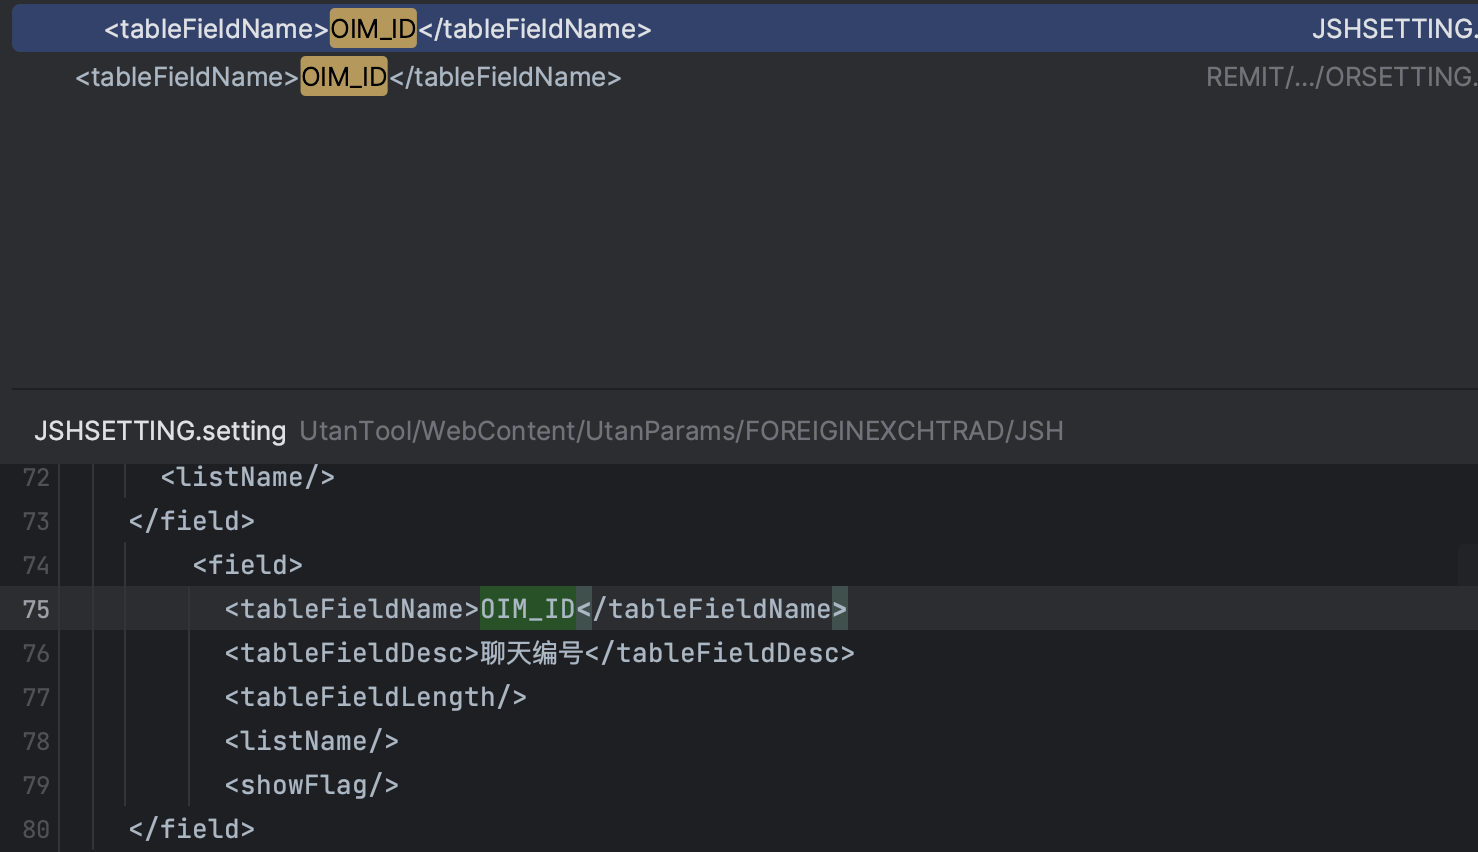 <tableFieldName>OIM_ID</tableFieldName> JSHSETTING.
<tableFieldName>OIM_ID</tableFieldName> REMIT/.../ORSETTING.
JSHSETTING.setting UtanTool/WebContent/UtanParams/FOREIGINEXCHTRAD/JSH
72 <listName/>
73 </field>
74 <field>
75 <tableFieldName>OIM_ID</tableFieldName>
76 <tableFieldDesc>聊天编号</tableFieldDesc>
77 <tableFieldLength/>
78 <listName/>
79 <showFlag/>
80 </field>